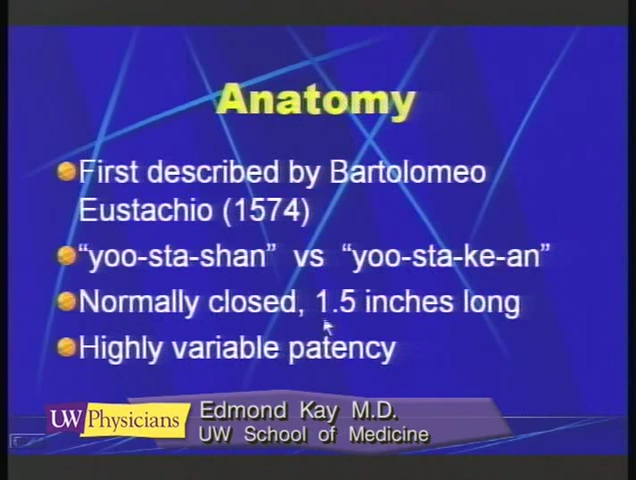 Anatomy
First described by Bartolomeo
Eustachio (1574)
“yoo-sta-shan” vs “yoo-sta-ke-an”
Normally closed, 1.5 inches long
Highly variable patency
UW Physicians
Edmond Kay M.D.
UW School of Medicine